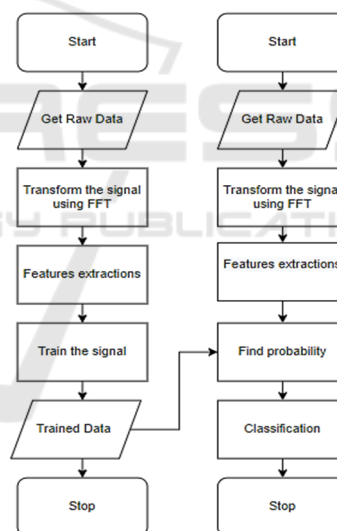 Start
Get Raw Data
Transform the signal
using FFT
Features extractions
Train the signal
Trained Data
Stop
Start
Get Raw Data
Transform the signal
using FFT
Features extractions
Find probability
Classification
Stop